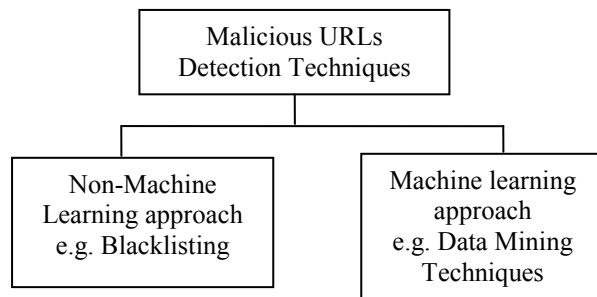 Malicious URLs
Detection Techniques
Non-Machine
Learning approach
e.g. Blacklisting
Machine learning
approach
e.g. Data Mining
Techniques